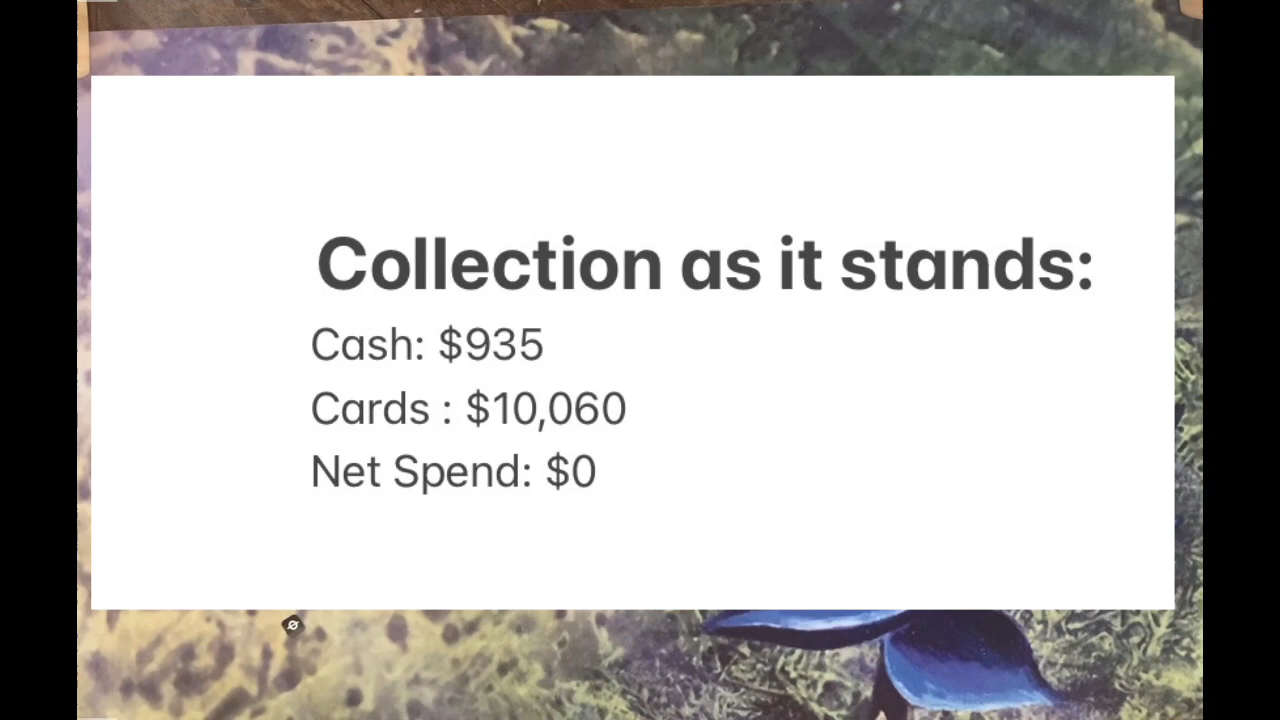 Collection as it stands:
Cash: $935
Cards : $10,060
Net Spend: $0